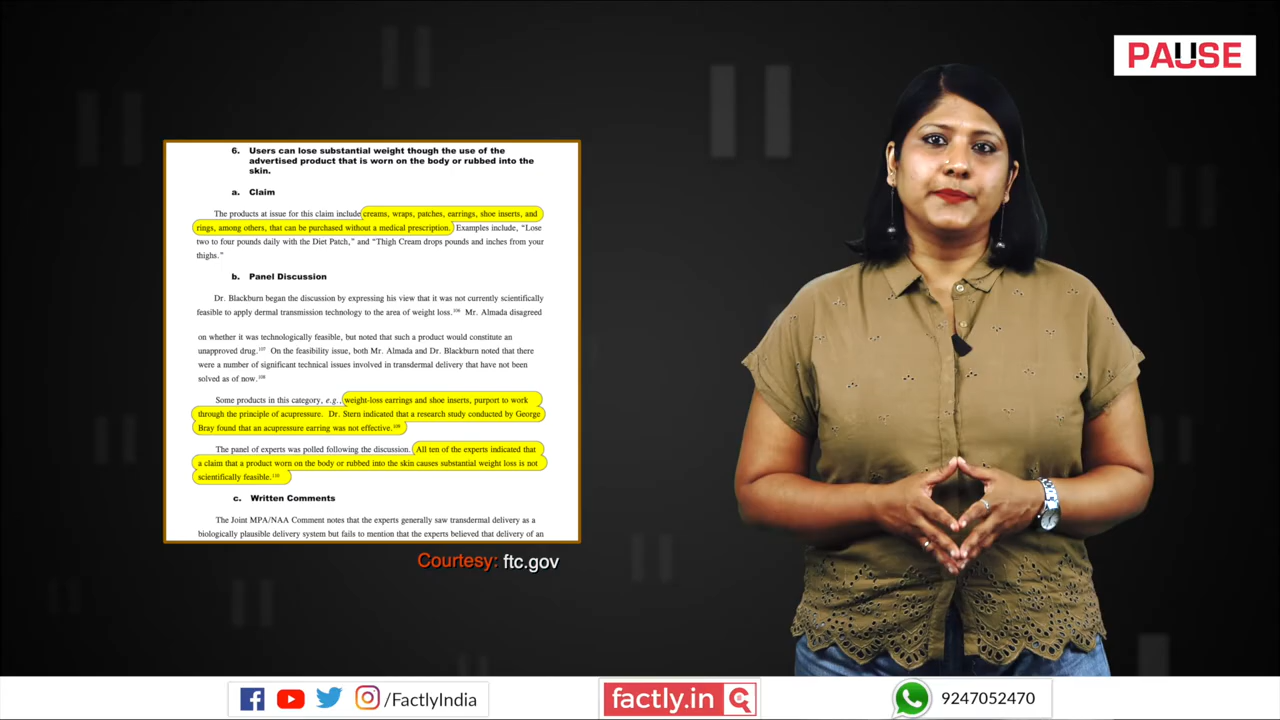 PAUSE
6. Users can lose substantial weight though the use of the
advertised product that is worn on the body or rubbed into the
skin.
a. Claim
The products at issue for this claim include creams, wraps, patches, earrings, shoe inserts, and
rings, among others, that can be purchased without a medical prescription. Examples include, “Lose
two to four pounds daily with the Diet Patch,” and “Thigh Cream drops pounds and inches from your
thighs.”
b. Panel Discussion
Dr. Blackburn began the discussion by expressing his view that it was not currently scientifically
feasible to apply dermal transmission technology to the area of weight loss.106 Mr. Almada disagreed
on whether it was technologically feasible, but noted that such a product would constitute an
unapproved drug.107 On the feasibility issue, both Mr. Almada and Dr. Blackburn noted that there
were a number of significant technical issues involved in transdermal delivery that have not been
solved as of now.108
Some products in this category, e.g., weight-loss earrings and shoe inserts, purport to work
through the principle of acupressure. Dr. Stern indicated that a research study conducted by George
Bray found that an acupressure earring was not effective.109
The panel of experts was polled following the discussion. All ten of the experts indicated that
a claim that a product worn on the body or rubbed into the skin causes substantial weight loss is not
scientifically feasible.110
c. Written Comments
The Joint MPA/NAA Comment notes that the experts generally saw transdermal delivery as a
biologically plausible delivery system but fails to mention that the experts believed that delivery of an
Courtesy: ftc.gov
/FactlyIndia
factly.in
9247052470